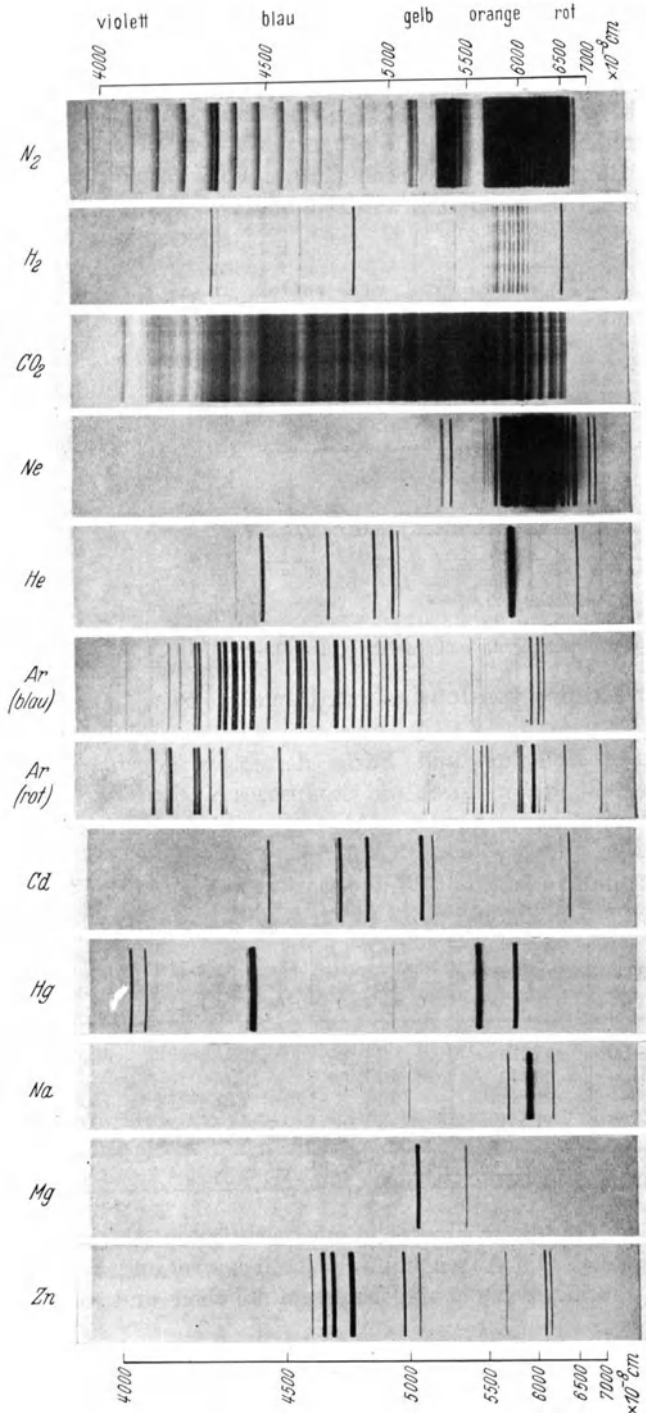 violett blau gelb orange rot
4000 4500 5000 5500 6000 6500 7000 ×10⁻⁸cm
N₂
H₂
CO₂
Ne
He
Ar
(blau)
Ar
(rot)
Cd
Hg
Na
Mg
Zn
4000 4500 5000 5500 6000 6500 7000 ×10⁻⁸cm